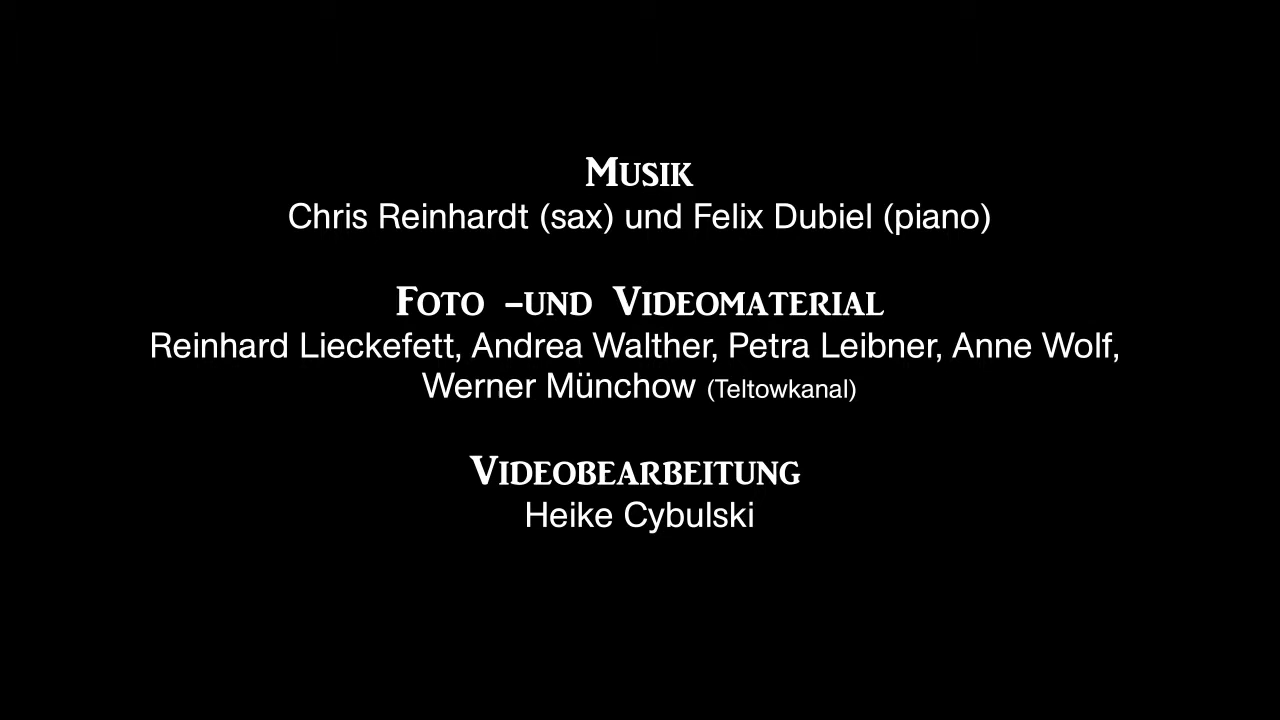 Musik
Chris Reinhardt (sax) und Felix Dubiel (piano)
Foto –und Videomaterial
Reinhard Lieckefett, Andrea Walther, Petra Leibner, Anne Wolf,
Werner Münchow (Teltowkanal)
Videobearbeitung
Heike Cybulski